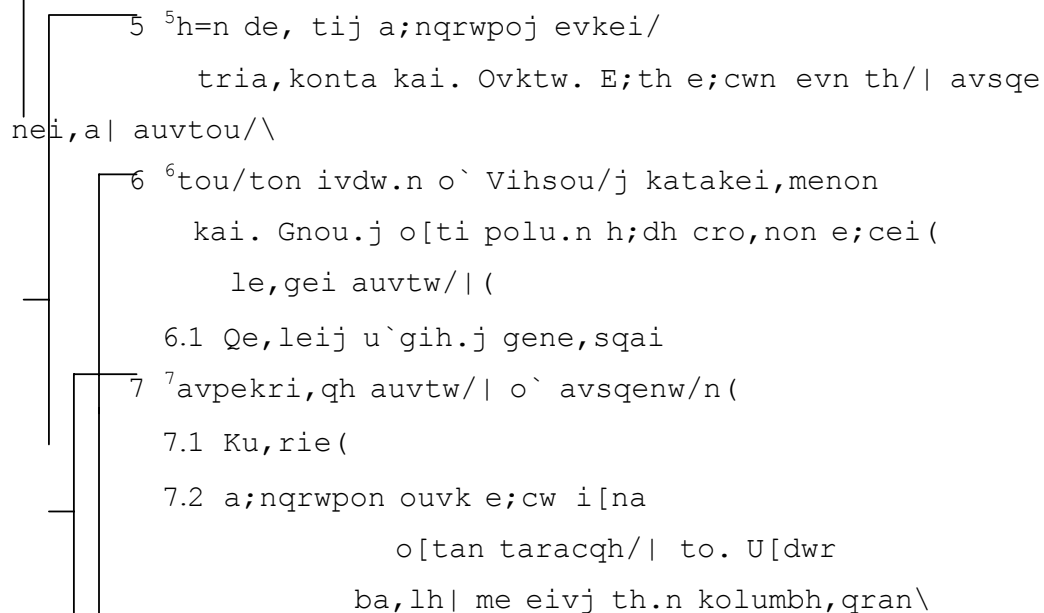 5 ⁵h=n de, tij a;nqrwpoj evkei/
tria,konta kai. Ovktw. E;th e;cwn evn th/| avsqe
nei,a| auvtou/\
6 ⁶tou/ton ivdw.n o` Vihsou/j katakei,menon
kai. Gnou.j o[ti polu.n h;dh cro,non e;cei(
le,gei auvtw/|(
6.1 Qe,leij u`gih.j gene,sqai
7 ⁷avpekri,qh auvtw/| o` avsqenw/n(
7.1 Ku,rie(
7.2 a;nqrwpon ouvk e;cw i[na
o[tan taracqh/| to. U[dwr
ba,lh| me eivj th.n kolumbh,qran\